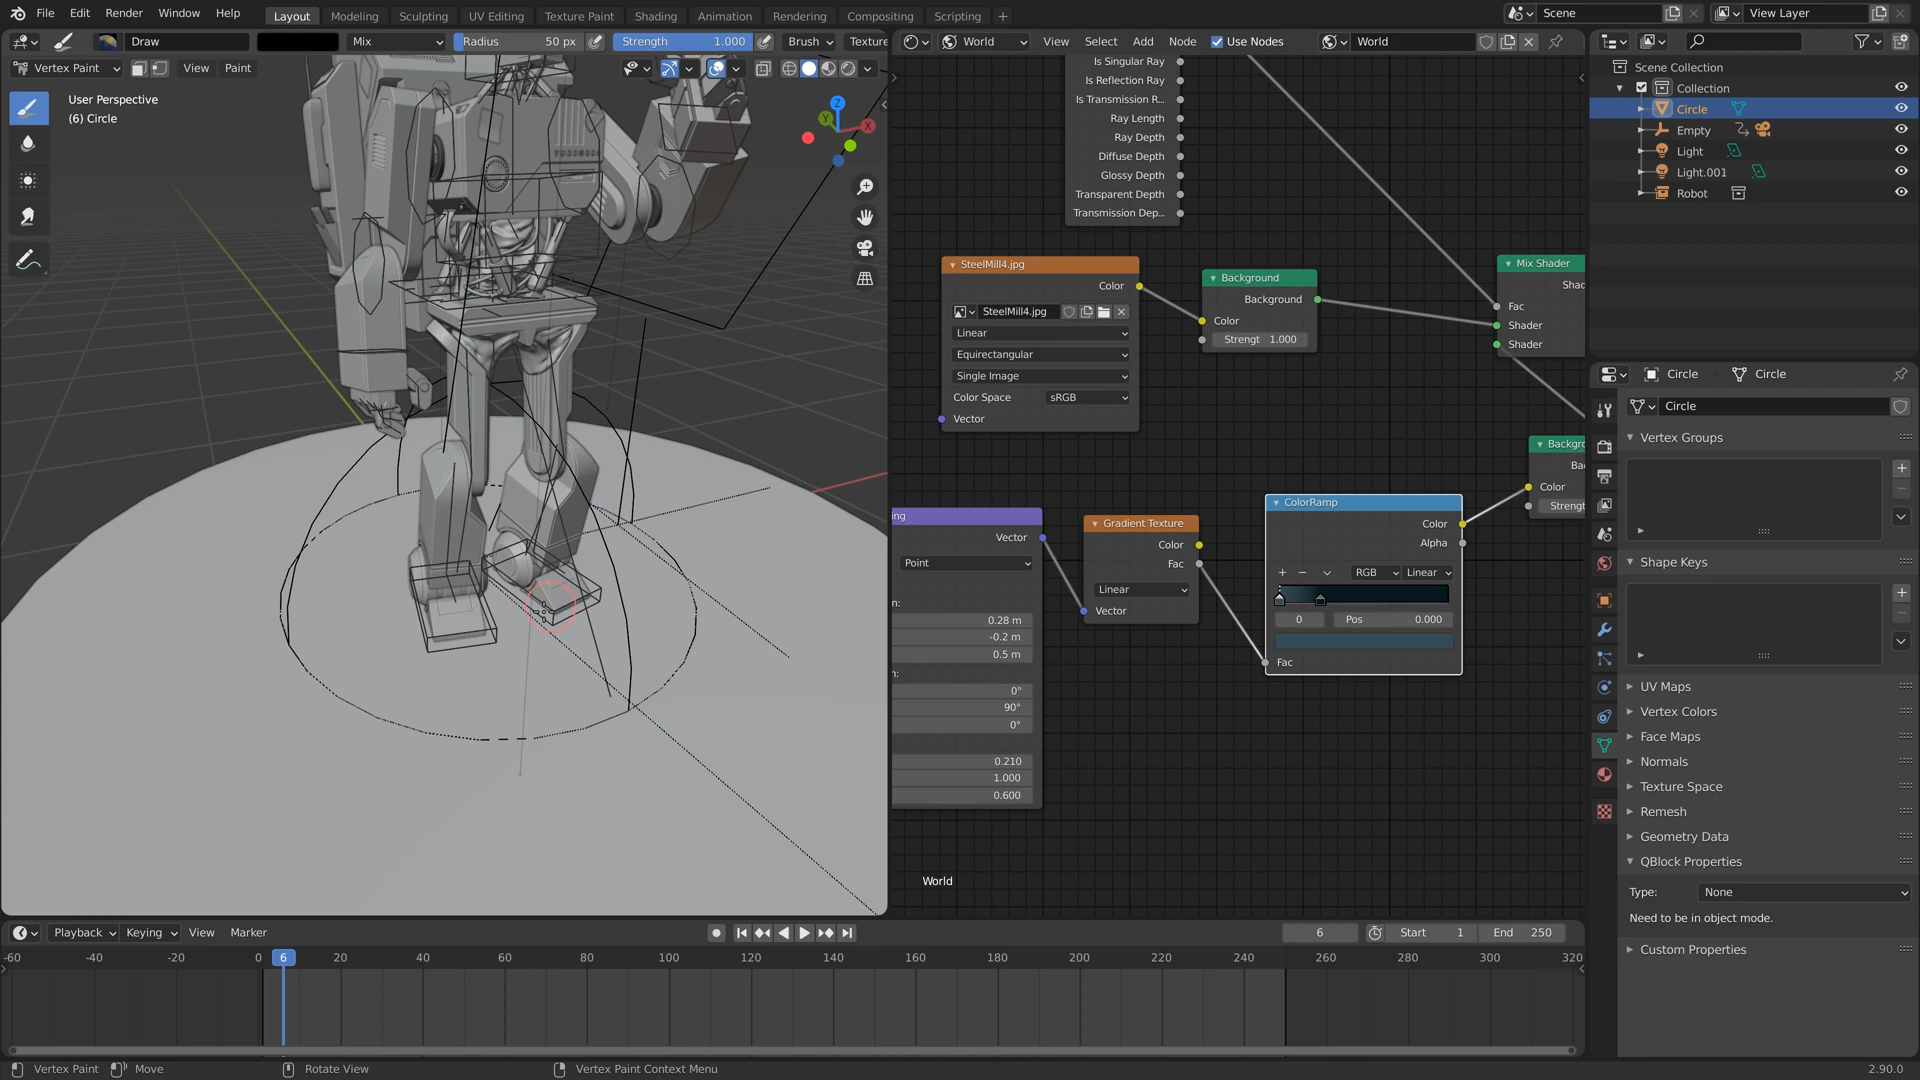 File Edit Render Window Help Layout Modeling Sculpting UV Editing Texture Paint Shading Animation Rendering Compositing Scripting + Scene View Layer
Draw Mix Radius 50 px Strength 1.000 Brush Texture
World View Select Add Node Use Nodes World
Vertex Paint View Paint
User Perspective
(6) Circle
Z
Y
X
Is Singular Ray
Is Reflection Ray
Is Transmission R...
Ray Length
Ray Depth
Diffuse Depth
Glossy Depth
Transparent Depth
Transmission Dep...
SteelMill4.jpg
Color
SteelMill4.jpg
Linear
Equirectangular
Single Image
Color Space sRGB
Vector
Background
Background
Color
Strengt 1.000
Mix Shader
Shac
Fac
Shader
Shader
Backgro
Bac
Color
Strengt
ing
Vector
Point
n:
0.28 m
-0.2 m
0.5 m
n:
0°
90°
0°
0.210
1.000
0.600
Gradient Texture
Color
Fac
Linear
Vector
ColorRamp
Color
Alpha
+ − RGB Linear
0 Pos 0.000
Fac
World
Scene Collection
Collection
Circle
Empty
Light
Light.001
Robot
Circle Circle
Circle
Vertex Groups
Shape Keys
UV Maps
Vertex Colors
Face Maps
Normals
Texture Space
Remesh
Geometry Data
QBlock Properties
Type: None
Need to be in object mode.
Custom Properties
Playback Keying View Marker 6 Start 1 End 250
-60 -40 -20 0 6 20 40 60 80 100 120 140 160 180 200 220 240 260 280 300 320
Vertex Paint Move Rotate View Vertex Paint Context Menu 2.90.0